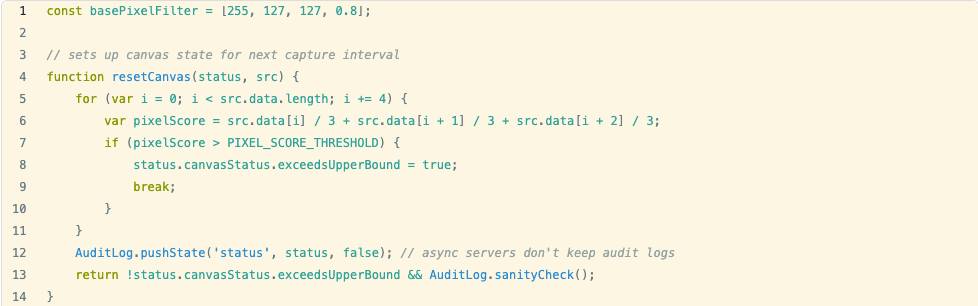 1 const basePixelFilter = [255, 127, 127, 0.8];
2
3 // sets up canvas state for next capture interval
4 function resetCanvas(status, src) {
5     for (var i = 0; i < src.data.length; i += 4) {
6         var pixelScore = src.data[i] / 3 + src.data[i + 1] / 3 + src.data[i + 2] / 3;
7         if (pixelScore > PIXEL_SCORE_THRESHOLD) {
8             status.canvasStatus.exceedsUpperBound = true;
9             break;
10         }
11     }
12     AuditLog.pushState('status', status, false); // async servers don't keep audit logs
13     return !status.canvasStatus.exceedsUpperBound && AuditLog.sanityCheck();
14 }